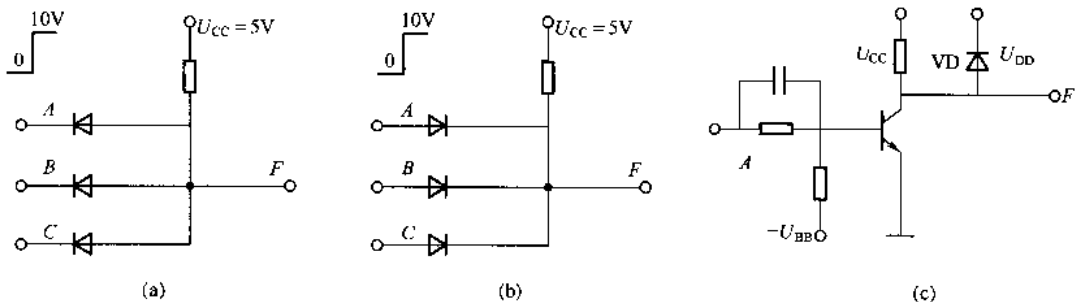 10V
0
U_CC = 5V
A
B
F
C
(a)
10V
0
U_CC = 5V
A
B
F
C
(b)
U_CC
VD
U_DD
F
A
-U_BB
(c)